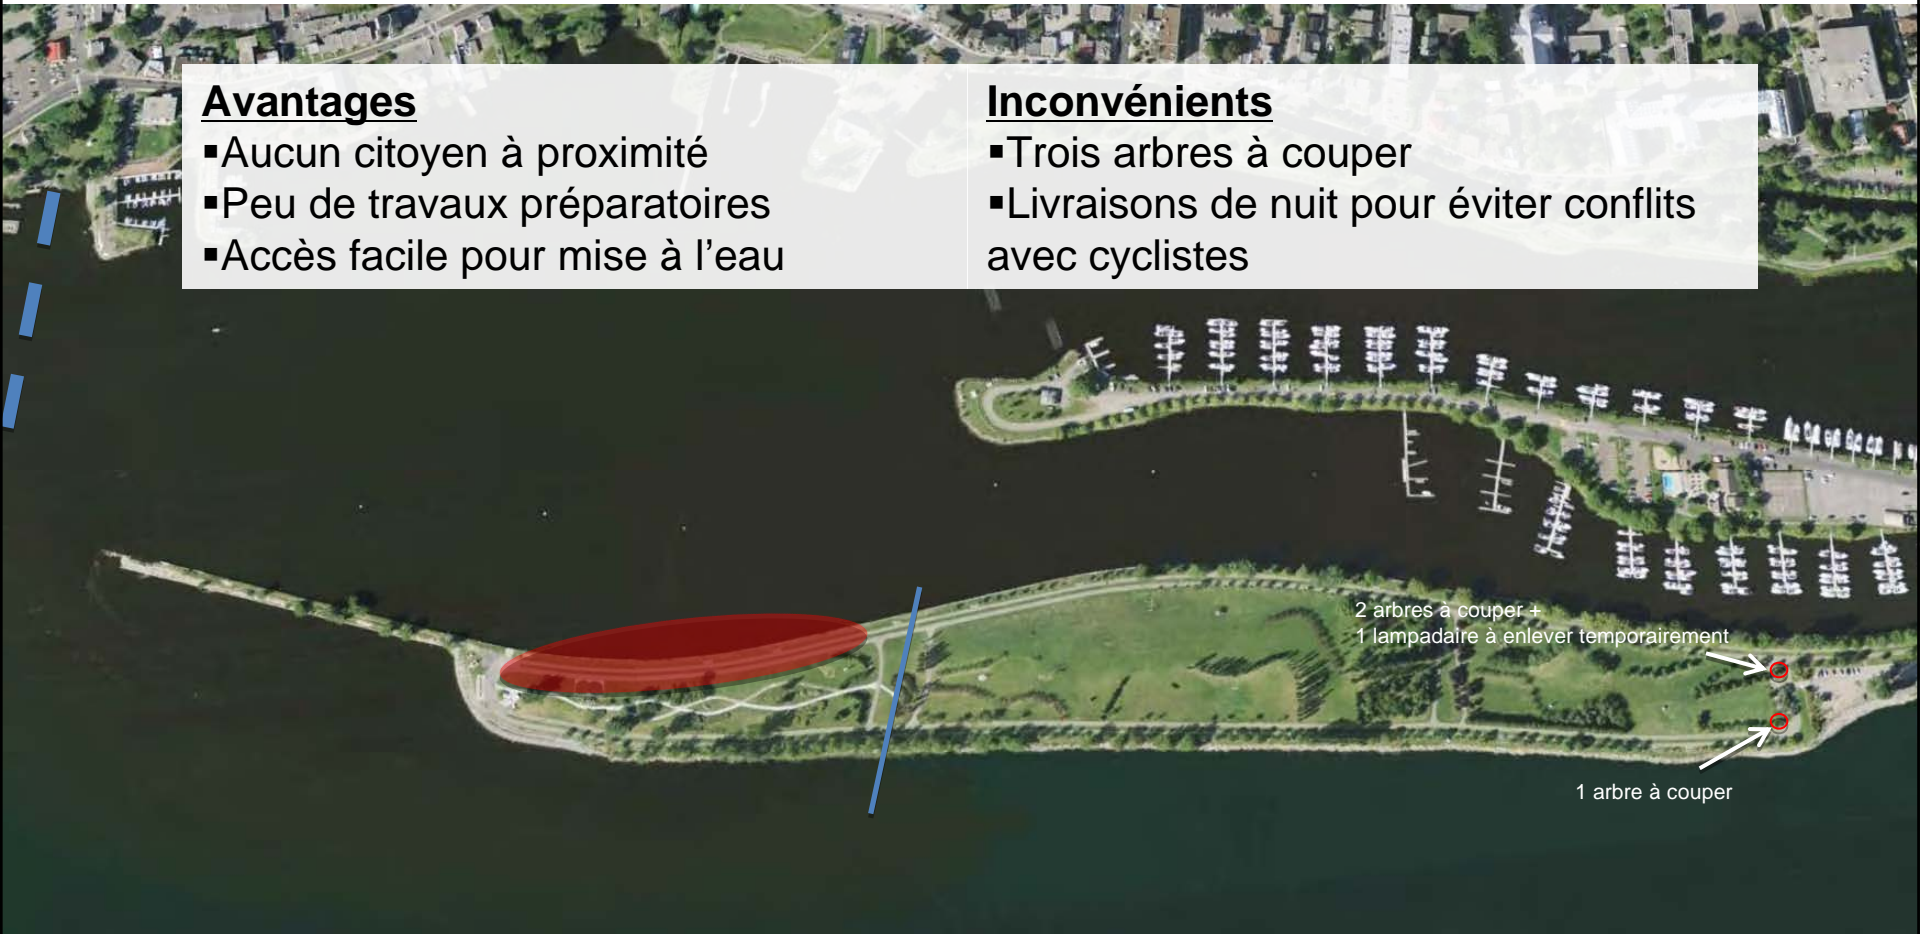 Avantages
▪Aucun citoyen à proximité
▪Peu de travaux préparatoires
▪Accès facile pour mise à l’eau
Inconvénients
▪Trois arbres à couper
▪Livraisons de nuit pour éviter conflits
avec cyclistes
2 arbres à couper +
1 lampadaire à enlever temporairement
1 arbre à couper